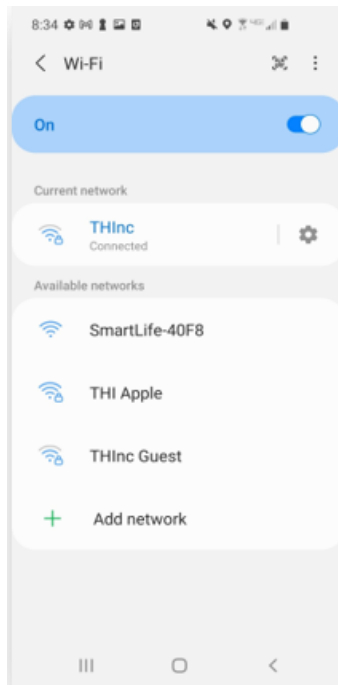 8:34
Wi-Fi
On
Current network
THInc
Connected
Available networks
SmartLife-40F8
THI Apple
THInc Guest
Add network